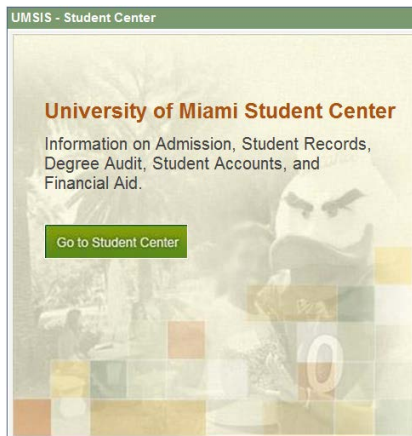 UMSIS - Student Center
University of Miami Student Center
Information on Admission, Student Records,
Degree Audit, Student Accounts, and
Financial Aid.
Go to Student Center
0